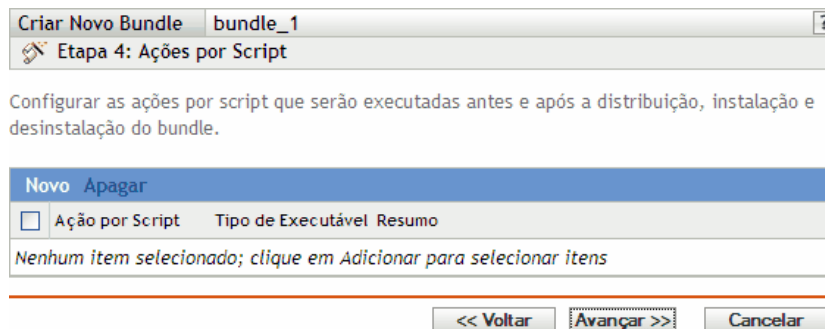 Criar Novo Bundle bundle_1 ?
Etapa 4: Ações por Script
Configurar as ações por script que serão executadas antes e após a distribuição, instalação e
desinstalação do bundle.
Novo Apagar
Ação por Script Tipo de Executável Resumo
Nenhum item selecionado; clique em Adicionar para selecionar itens
<< Voltar Avançar >> Cancelar